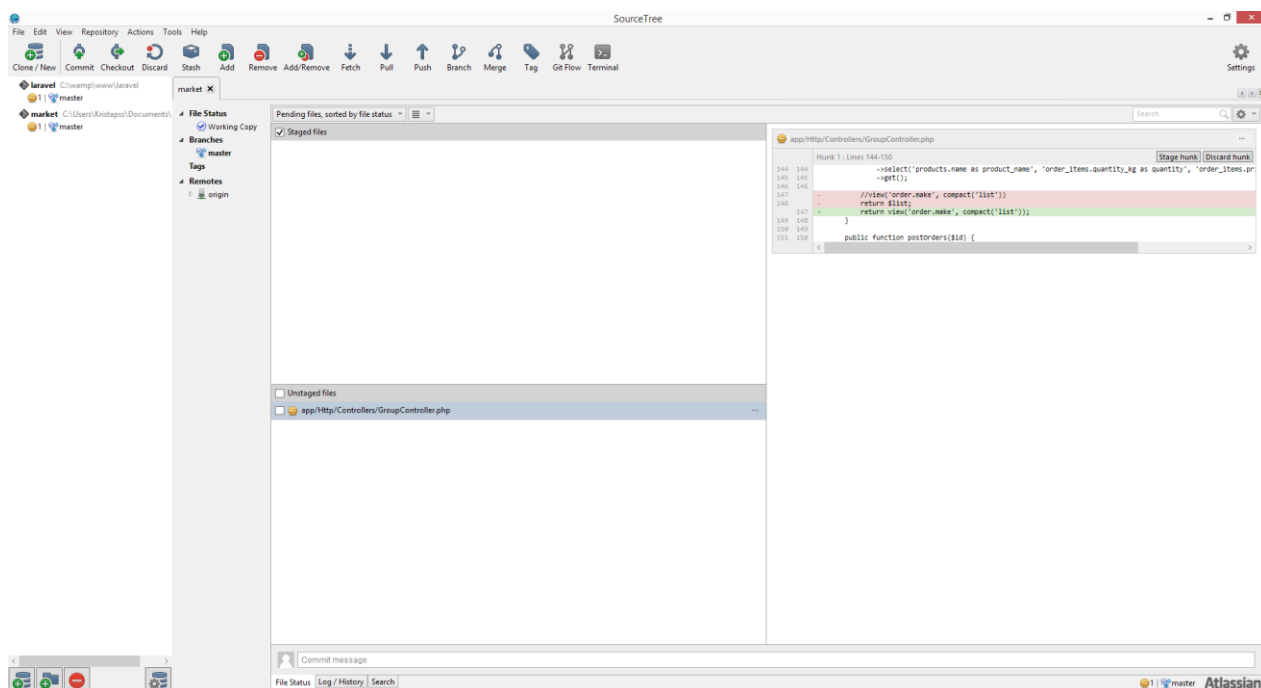 SourceTree
File Edit View Repository Actions Tools Help
Clone / New Commit Checkout Discard Stash Add Remove Add/Remove Fetch Pull Push Branch Merge Tag Git Flow Terminal Settings
laravel C:\wamp\www\laravel
1 | master
market C:\Users\Kristapss\Documents\
1 | master
market
File Status
Working Copy
Branches
master
Tags
Remotes
origin
Pending files, sorted by file status
Search
Staged files
Unstaged files
app/Http/Controllers/GroupController.php
app/Http/Controllers/GroupController.php
Hunk 1 : Lines 144-150 Stage hunk Discard hunk
144 144 ->select('products.name as product_name', 'order_items.quantity_kg as quantity', 'order_items.pri
145 145 ->get();
146 146
147 - //view('order.make', compact('list'))
148 - return $list;
147 + return view('order.make', compact('list'));
149 148 }
150 149
151 150 public function postOrders($id) {
Commit message
File Status Log / History Search
1 | master Atlassian